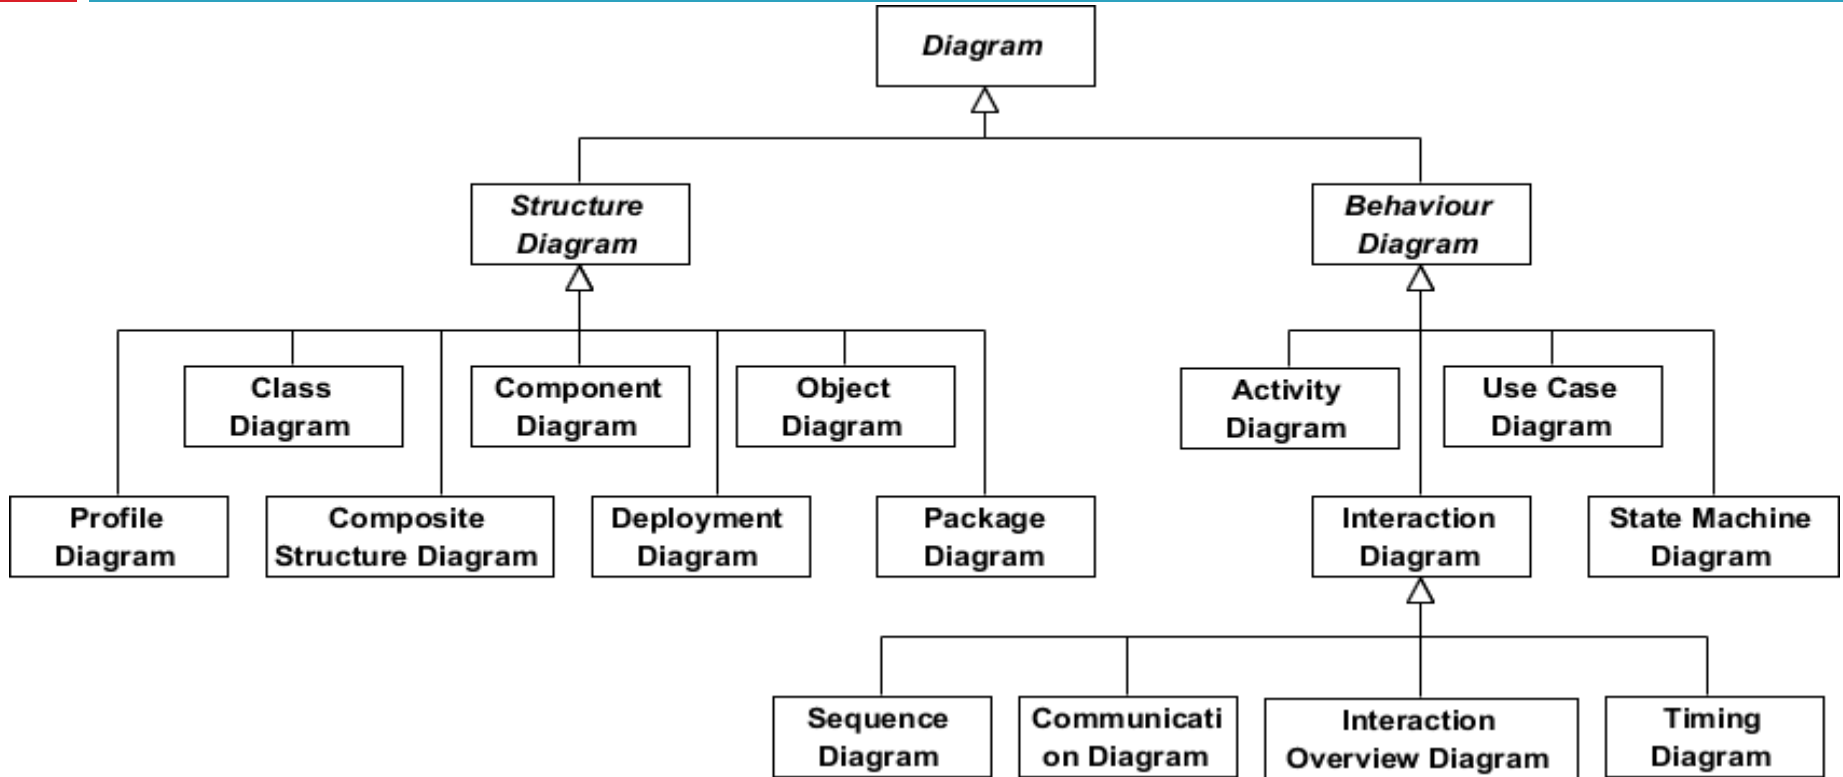 Diagram
Structure
Diagram
Behaviour
Diagram
Class
Diagram
Component
Diagram
Object
Diagram
Activity
Diagram
Use Case
Diagram
Profile
Diagram
Composite
Structure Diagram
Deployment
Diagram
Package
Diagram
Interaction
Diagram
State Machine
Diagram
Sequence
Diagram
Communicati
on Diagram
Interaction
Overview Diagram
Timing
Diagram